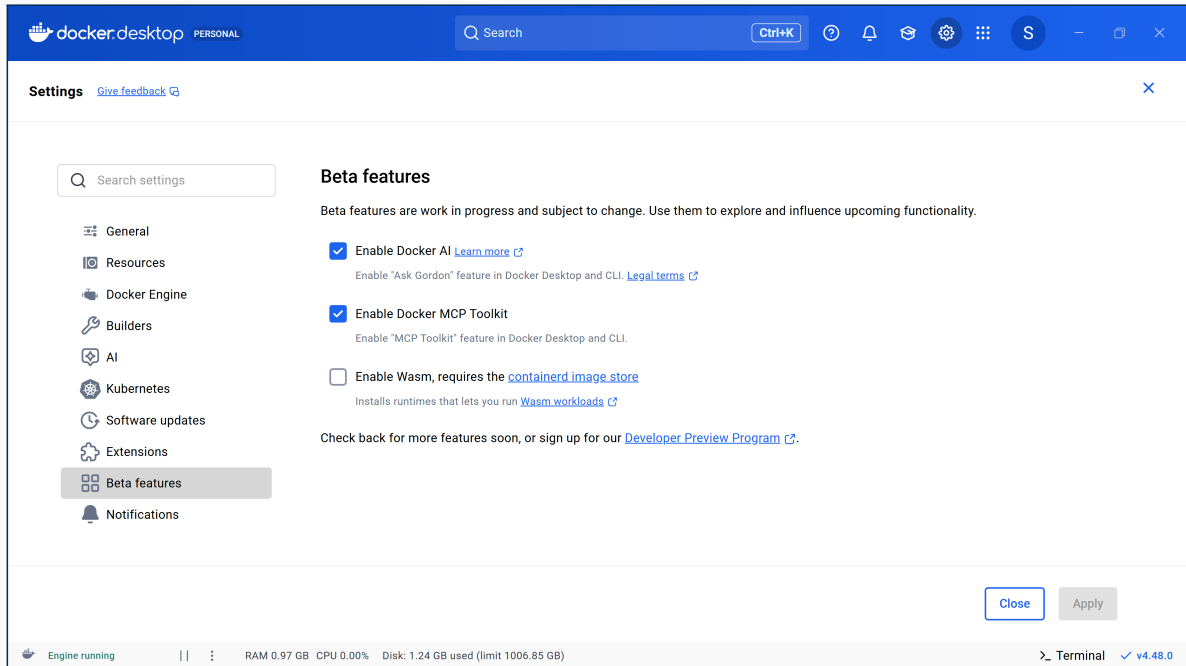 docker.desktop PERSONAL
Search
Ctrl+K
S
Settings
Give feedback
Search settings
General
Resources
Docker Engine
Builders
AI
Kubernetes
Software updates
Extensions
Beta features
Notifications
Beta features
Beta features are work in progress and subject to change. Use them to explore and influence upcoming functionality.
Enable Docker AI Learn more
Enable "Ask Gordon" feature in Docker Desktop and CLI. Legal terms
Enable Docker MCP Toolkit
Enable "MCP Toolkit" feature in Docker Desktop and CLI.
Enable Wasm, requires the containerd image store
Installs runtimes that lets you run Wasm workloads
Check back for more features soon, or sign up for our Developer Preview Program.
Close
Apply
Engine running
RAM 0.97 GB CPU 0.00% Disk: 1.24 GB used (limit 1006.85 GB)
Terminal
v4.48.0